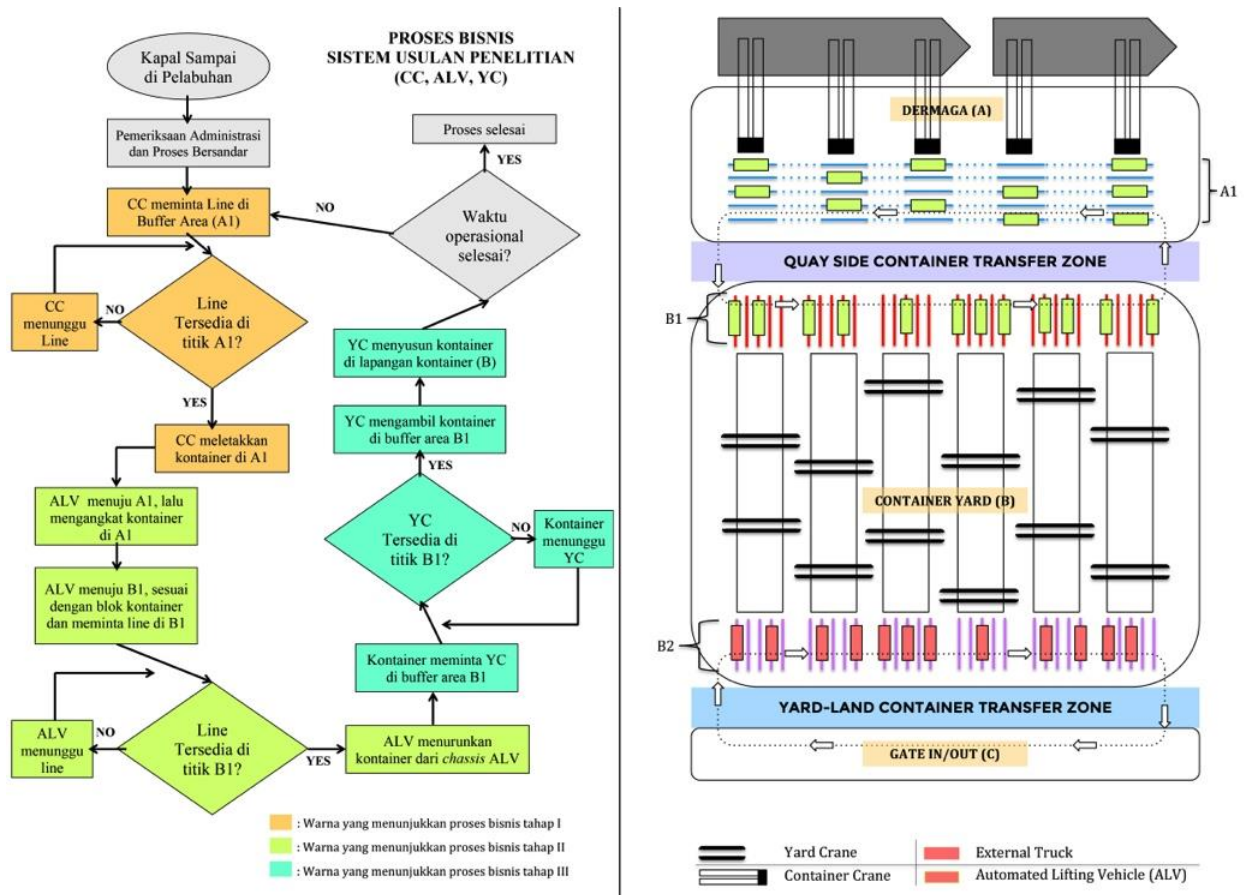 PROSES BISNIS
SISTEM USULAN PENELITIAN
(CC, ALV, YC)
Kapal Sampai
di Pelabuhan
Pemeriksaan Administrasi
dan Proses Bersandar
CC meminta Line di
Buffer Area (A1)
Line
Tersedia di
titik A1?
NO
CC
menunggu
Line
YES
CC meletakkan
kontainer di A1
ALV menuju A1, lalu
mengangkat kontainer
di A1
ALV menuju B1, sesuai
dengan blok kontainer
dan meminta line di B1
Line
Tersedia di
titik B1?
NO
ALV
menunggu
line
YES
ALV menurunkan
kontainer dari chassis ALV
Kontainer meminta YC
di buffer area B1
YC
Tersedia di
titik B1?
NO
Kontainer
menunggu
YC
YES
YC mengambil kontainer
di buffer area B1
YC menyusun kontainer
di lapangan kontainer (B)
Waktu
operasional
selesai?
NO
YES
Proses selesai
: Warna yang menunjukkan proses bisnis tahap I
: Warna yang menunjukkan proses bisnis tahap II
: Warna yang menunjukkan proses bisnis tahap III
DERMAGA (A)
A1
QUAY SIDE CONTAINER TRANSFER ZONE
B1
CONTAINER YARD (B)
B2
YARD-LAND CONTAINER TRANSFER ZONE
GATE IN/OUT (C)
Yard Crane
External Truck
Container Crane
Automated Lifting Vehicle (ALV)